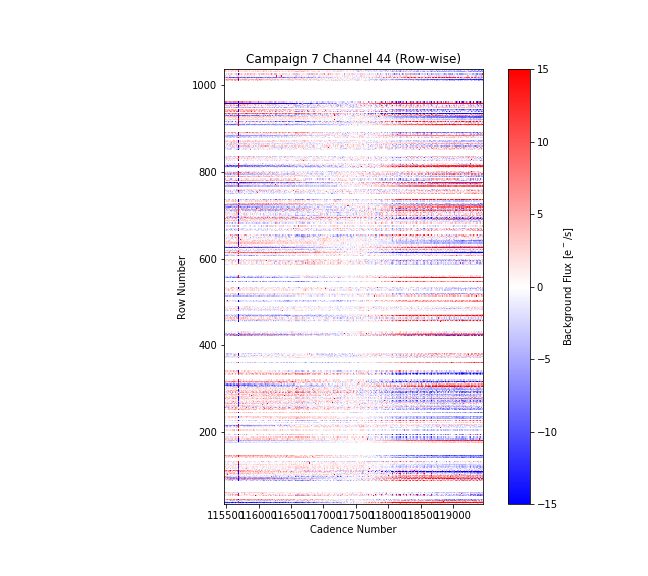 Campaign 7 Channel 44 (Row-wise)
Row Number
1000
800
600
400
200
115500 116000 116500 117000 117500 118000 118500 119000
Cadence Number
15
10
5
0
−5
−10
−15
Background Flux [e⁻/s]